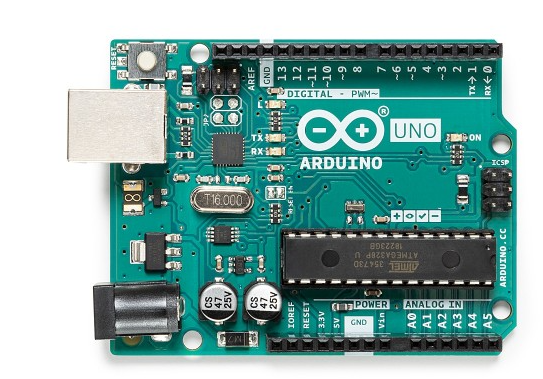 RESET
AREF
GND
13
12
~11
~10
~9
8
7
~6
~5
4
~3
2
TX→1
RX←0
DIGITAL - PWM~
L
TX
RX
®
UNO
ARDUINO
ON
ICSP
T16.000
ATMEL
ATMEGA328P U
354730
ARDUINO.CC
CS
47
25V
CS
47
25V
IOREF
RESET
3.3V
5V
GND
Vin
POWER
ANALOG IN
A0
A1
A2
A3
A4
A5